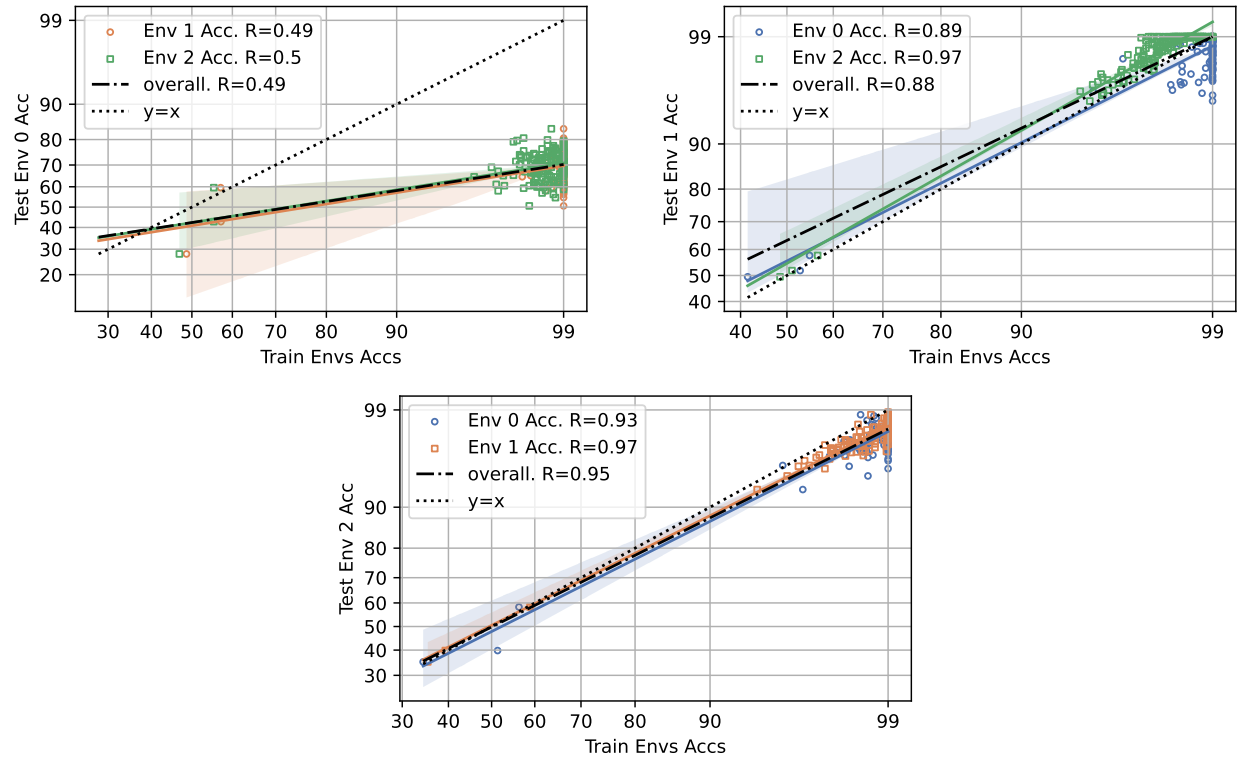 Env 1 Acc. R=0.49
Env 2 Acc. R=0.5
overall. R=0.49
y=x
99
90
80
70
60
50
40
30
20
Test Env 0 Acc
30 40 50 60 70 80 90 99
Train Envs Accs
Env 0 Acc. R=0.89
Env 2 Acc. R=0.97
overall. R=0.88
y=x
99
90
80
70
60
50
40
Test Env 1 Acc
40 50 60 70 80 90 99
Train Envs Accs
Env 0 Acc. R=0.93
Env 1 Acc. R=0.97
overall. R=0.95
y=x
99
90
80
70
60
50
40
30
Test Env 2 Acc
30 40 50 60 70 80 90 99
Train Envs Accs